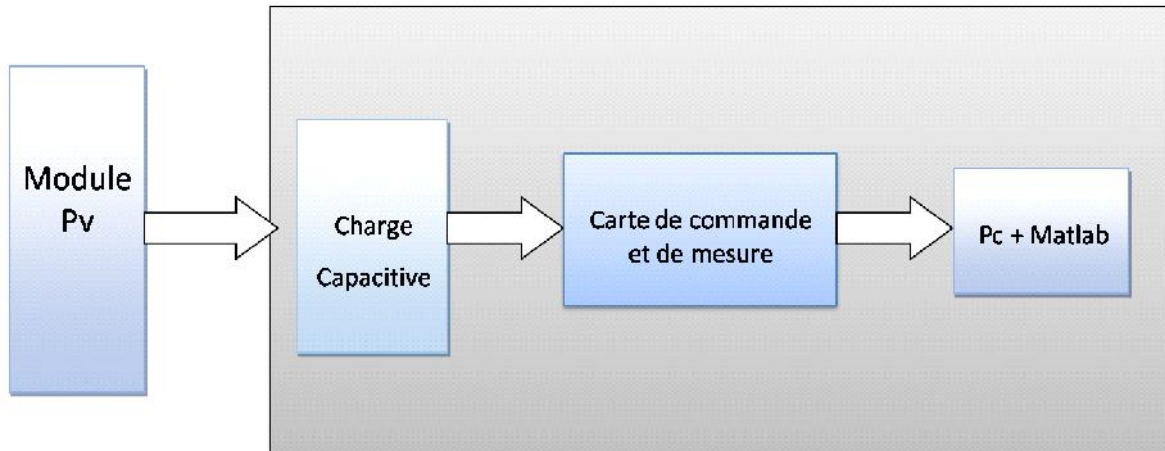 Module
Pv
Charge
Capacitive
Carte de commande
et de mesure
Pc + Matlab